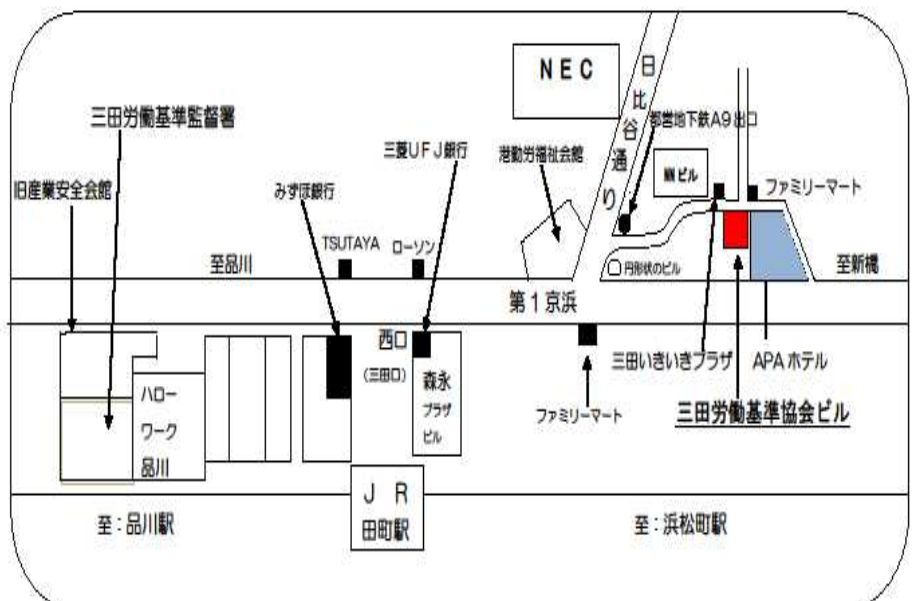 NEC
日比谷通り
三田労働基準監督署
都営地下鉄A9出口
三菱UFJ銀行
港勤労福祉会館
NNビル
ファミリーマート
旧産業安全会館
みずほ銀行
TSUTAYA
ローソン
至品川
円形状のビル
至新橋
第1京浜
西口
(三田口)
三田いきいきプラザ
APAホテル
森永
プラザ
ビル
ハロー
ワーク
品川
ファミリーマート
三田労働基準協会ビル
JR
田町駅
至:品川駅
至:浜松町駅